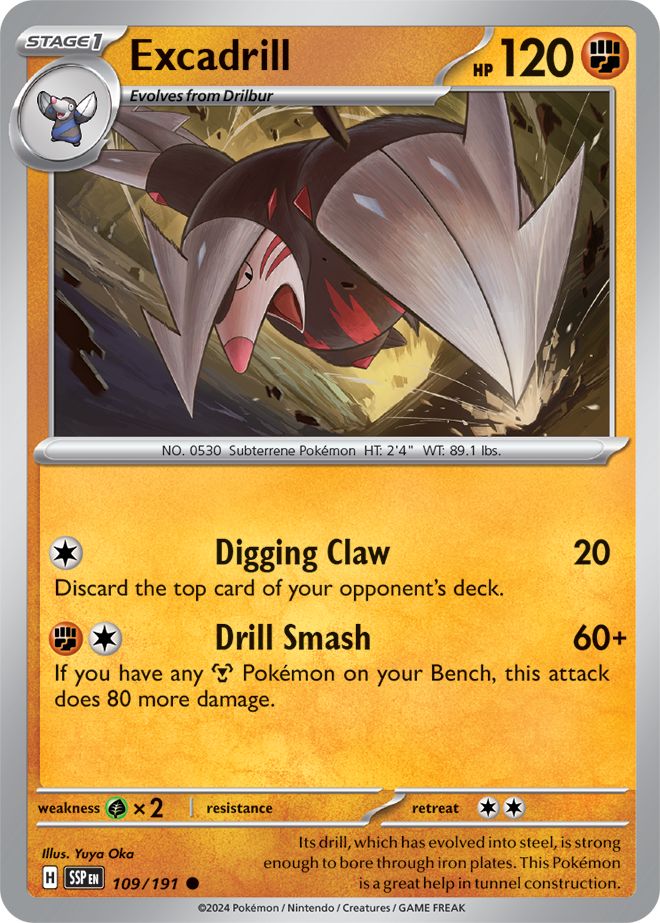 STAGE 1
Excadrill
HP 120
Evolves from Drilbur
NO. 0530 Subterrene Pokémon HT: 2'4" WT: 89.1 lbs.
Digging Claw 20
Discard the top card of your opponent's deck.
Drill Smash 60+
If you have any Pokémon on your Bench, this attack
does 80 more damage.
weakness ×2 resistance retreat
Illus. Yuya Oka
Its drill, which has evolved into steel, is strong
enough to bore through iron plates. This Pokémon
is a great help in tunnel construction.
H SSP EN 109/191
©2024 Pokémon / Nintendo / Creatures / GAME FREAK